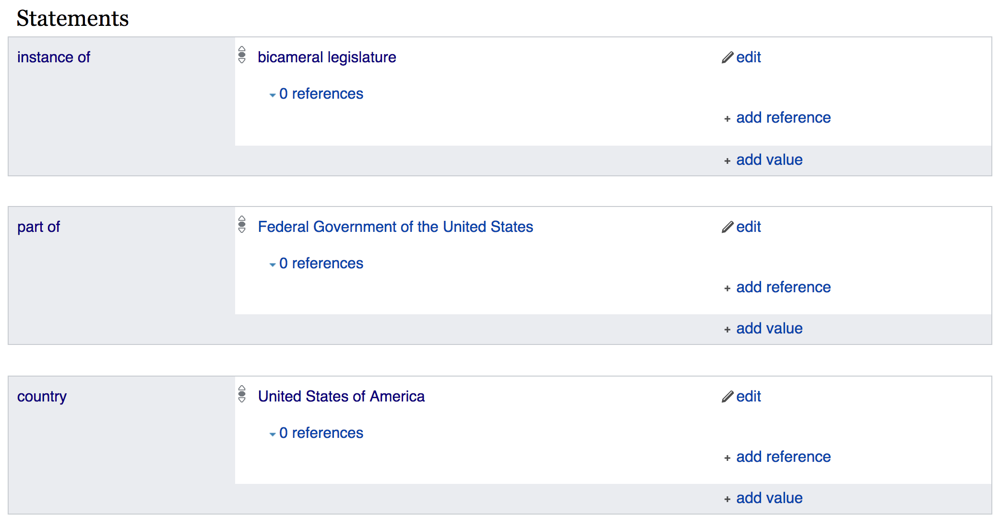 Statements
instance of
bicameral legislature
edit
0 references
+ add reference
+ add value
part of
Federal Government of the United States
edit
0 references
+ add reference
+ add value
country
United States of America
edit
0 references
+ add reference
+ add value